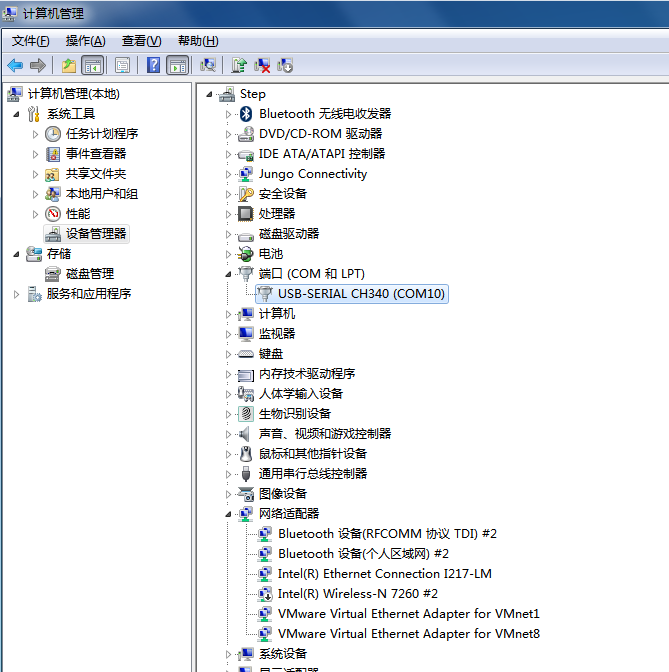 计算机管理
文件(F) 操作(A) 查看(V) 帮助(H)
计算机管理(本地)
系统工具
任务计划程序
事件查看器
共享文件夹
本地用户和组
性能
设备管理器
存储
磁盘管理
服务和应用程序
Step
Bluetooth 无线电收发器
DVD/CD-ROM 驱动器
IDE ATA/ATAPI 控制器
Jungo Connectivity
安全设备
处理器
磁盘驱动器
电池
端口 (COM 和 LPT)
USB-SERIAL CH340 (COM10)
计算机
监视器
键盘
内存技术驱动程序
人体学输入设备
生物识别设备
声音、视频和游戏控制器
鼠标和其他指针设备
通用串行总线控制器
图像设备
网络适配器
Bluetooth 设备(RFCOMM 协议 TDI) #2
Bluetooth 设备(个人区域网) #2
Intel(R) Ethernet Connection I217-LM
Intel(R) Wireless-N 7260 #2
VMware Virtual Ethernet Adapter for VMnet1
VMware Virtual Ethernet Adapter for VMnet8
系统设备